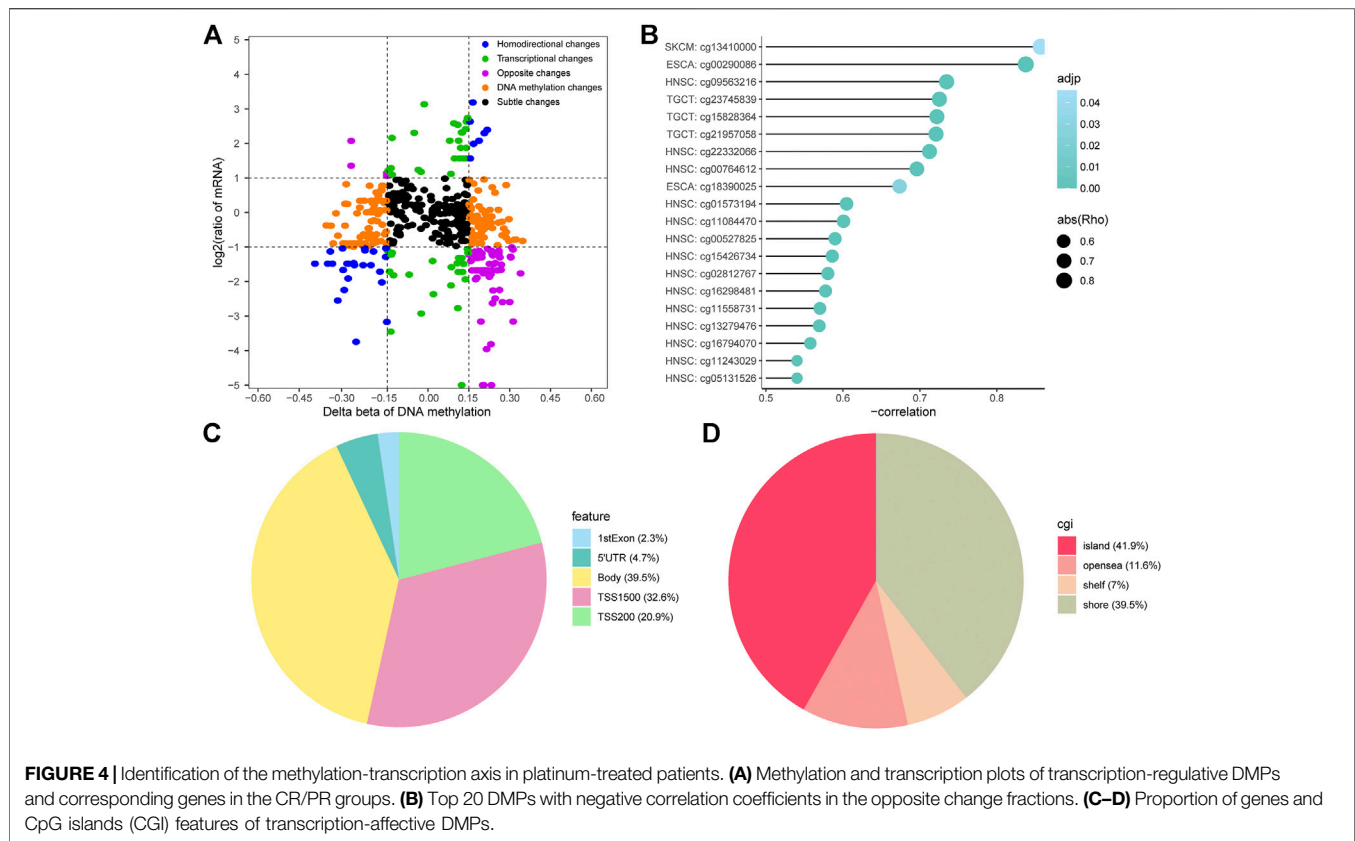 A
Homodirectional changes
Transcriptional changes
Opposite changes
DNA methylation changes
Subtle changes
5
4
3
2
1
0
−1
−2
−3
−4
−5
log2(ratio of mRNA)
−0.60
−0.45
−0.30
−0.15
0.00
0.15
0.30
0.45
0.60
Delta beta of DNA methylation
B
SKCM: cg13410000
ESCA: cg00290086
HNSC: cg09563216
TGCT: cg23745839
TGCT: cg15828364
TGCT: cg21957058
HNSC: cg22332066
HNSC: cg00764612
ESCA: cg18390025
HNSC: cg01573194
HNSC: cg11084470
HNSC: cg00527825
HNSC: cg15426734
HNSC: cg02812767
HNSC: cg16298481
HNSC: cg11558731
HNSC: cg13279476
HNSC: cg16794070
HNSC: cg11243029
HNSC: cg05131526
0.5
0.6
0.7
0.8
−correlation
adjp
0.04
0.03
0.02
0.01
0.00
abs(Rho)
0.6
0.7
0.8
C
feature
1stExon (2.3%)
5'UTR (4.7%)
Body (39.5%)
TSS1500 (32.6%)
TSS200 (20.9%)
D
cgi
island (41.9%)
opensea (11.6%)
shelf (7%)
shore (39.5%)
FIGURE 4 | Identification of the methylation-transcription axis in platinum-treated patients. (A) Methylation and transcription plots of transcription-regulative DMPs
and corresponding genes in the CR/PR groups. (B) Top 20 DMPs with negative correlation coefficients in the opposite change fractions. (C–D) Proportion of genes and
CpG islands (CGI) features of transcription-affective DMPs.